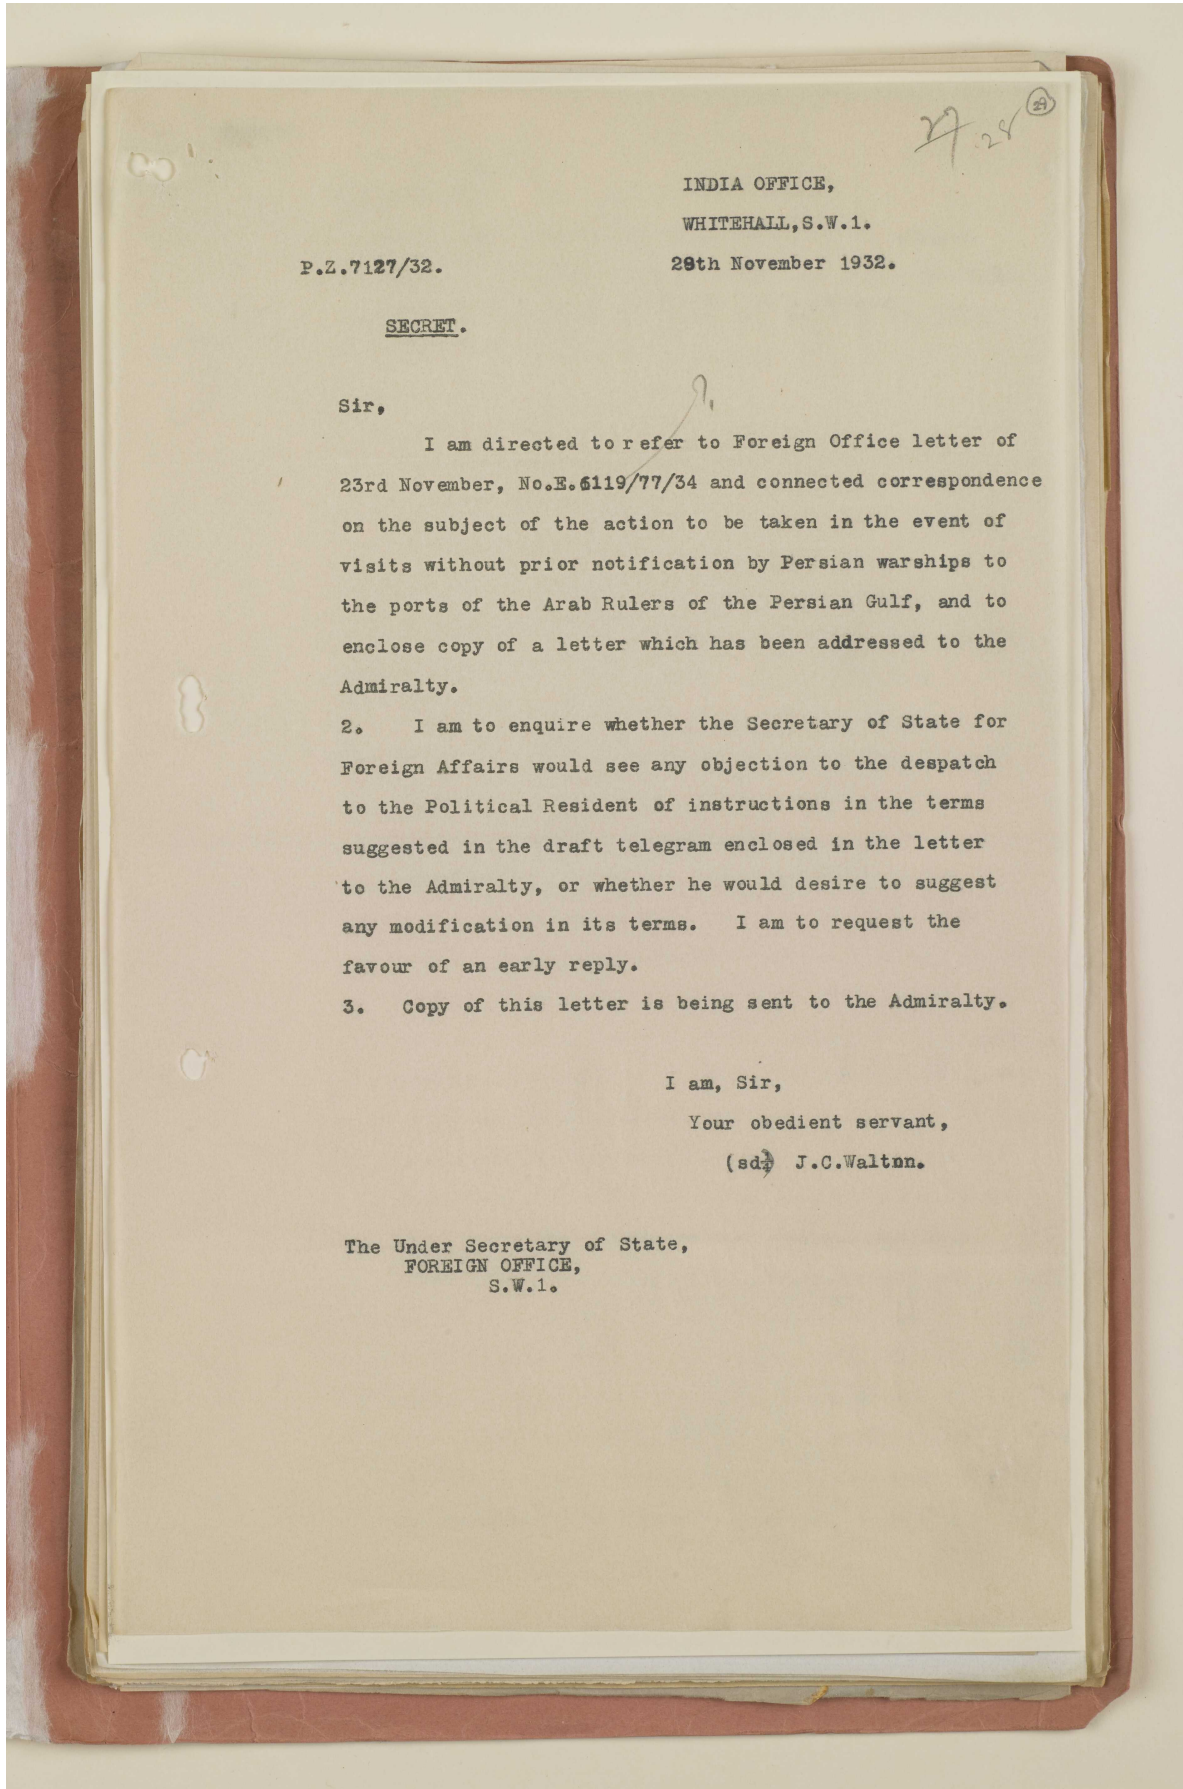 29
27
28
INDIA OFFICE,
WHITEHALL, S.W.1.
P.Z.7127/32. 29th November 1932.
SECRET.
Sir,
I am directed to refer to Foreign Office letter of
23rd November, No.E.6119/77/34 and connected correspondence
on the subject of the action to be taken in the event of
visits without prior notification by Persian warships to
the ports of the Arab Rulers of the Persian Gulf, and to
enclose copy of a letter which has been addressed to the
Admiralty.
2. I am to enquire whether the Secretary of State for
Foreign Affairs would see any objection to the despatch
to the Political Resident of instructions in the terms
suggested in the draft telegram enclosed in the letter
to the Admiralty, or whether he would desire to suggest
any modification in its terms. I am to request the
favour of an early reply.
3. Copy of this letter is being sent to the Admiralty.
I am, Sir,
Your obedient servant,
(sd) J.C.Waltnn.
The Under Secretary of State,
FOREIGN OFFICE,
S.W.1.